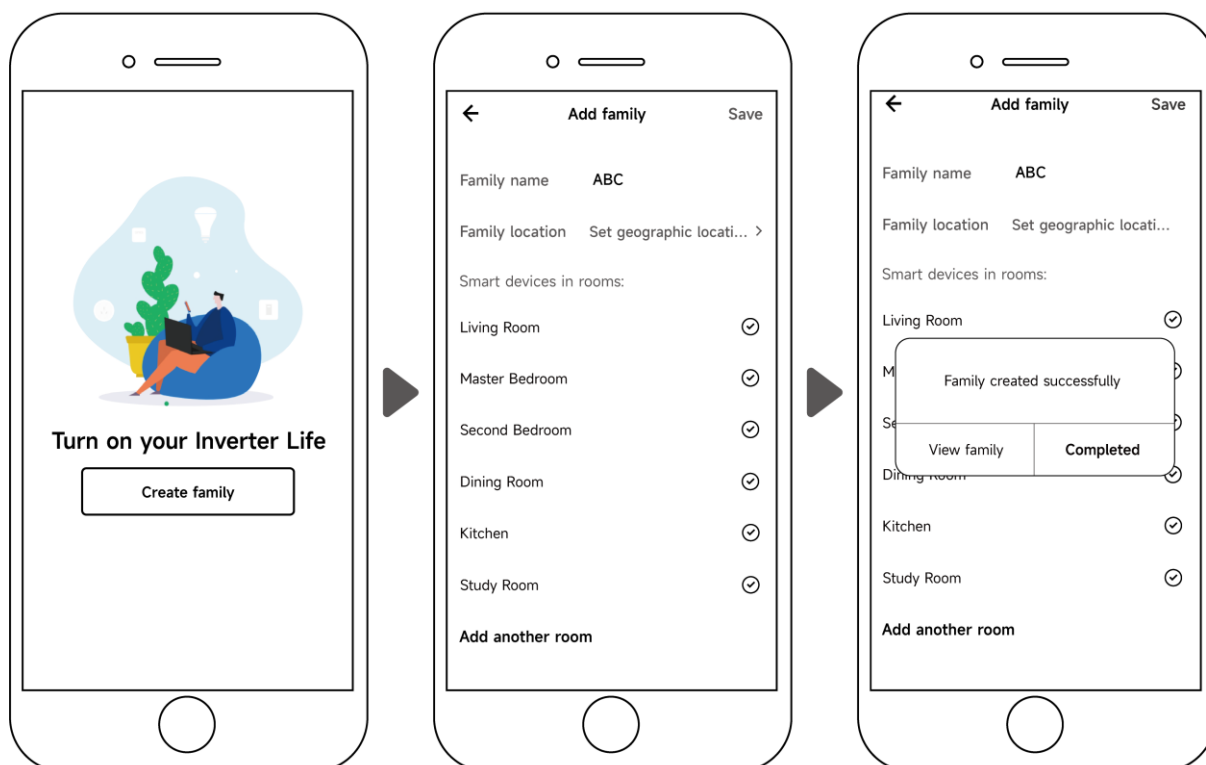 Turn on your Inverter Life
Create family
Add family
Save
Family name
ABC
Family location
Set geographic locati...
Smart devices in rooms:
Living Room
Master Bedroom
Second Bedroom
Dining Room
Kitchen
Study Room
Add another room
Add family
Save
Family name
ABC
Family location
Set geographic locati...
Smart devices in rooms:
Living Room
M
Family created successfully
Se
View family
Completed
Dining Room
Kitchen
Study Room
Add another room